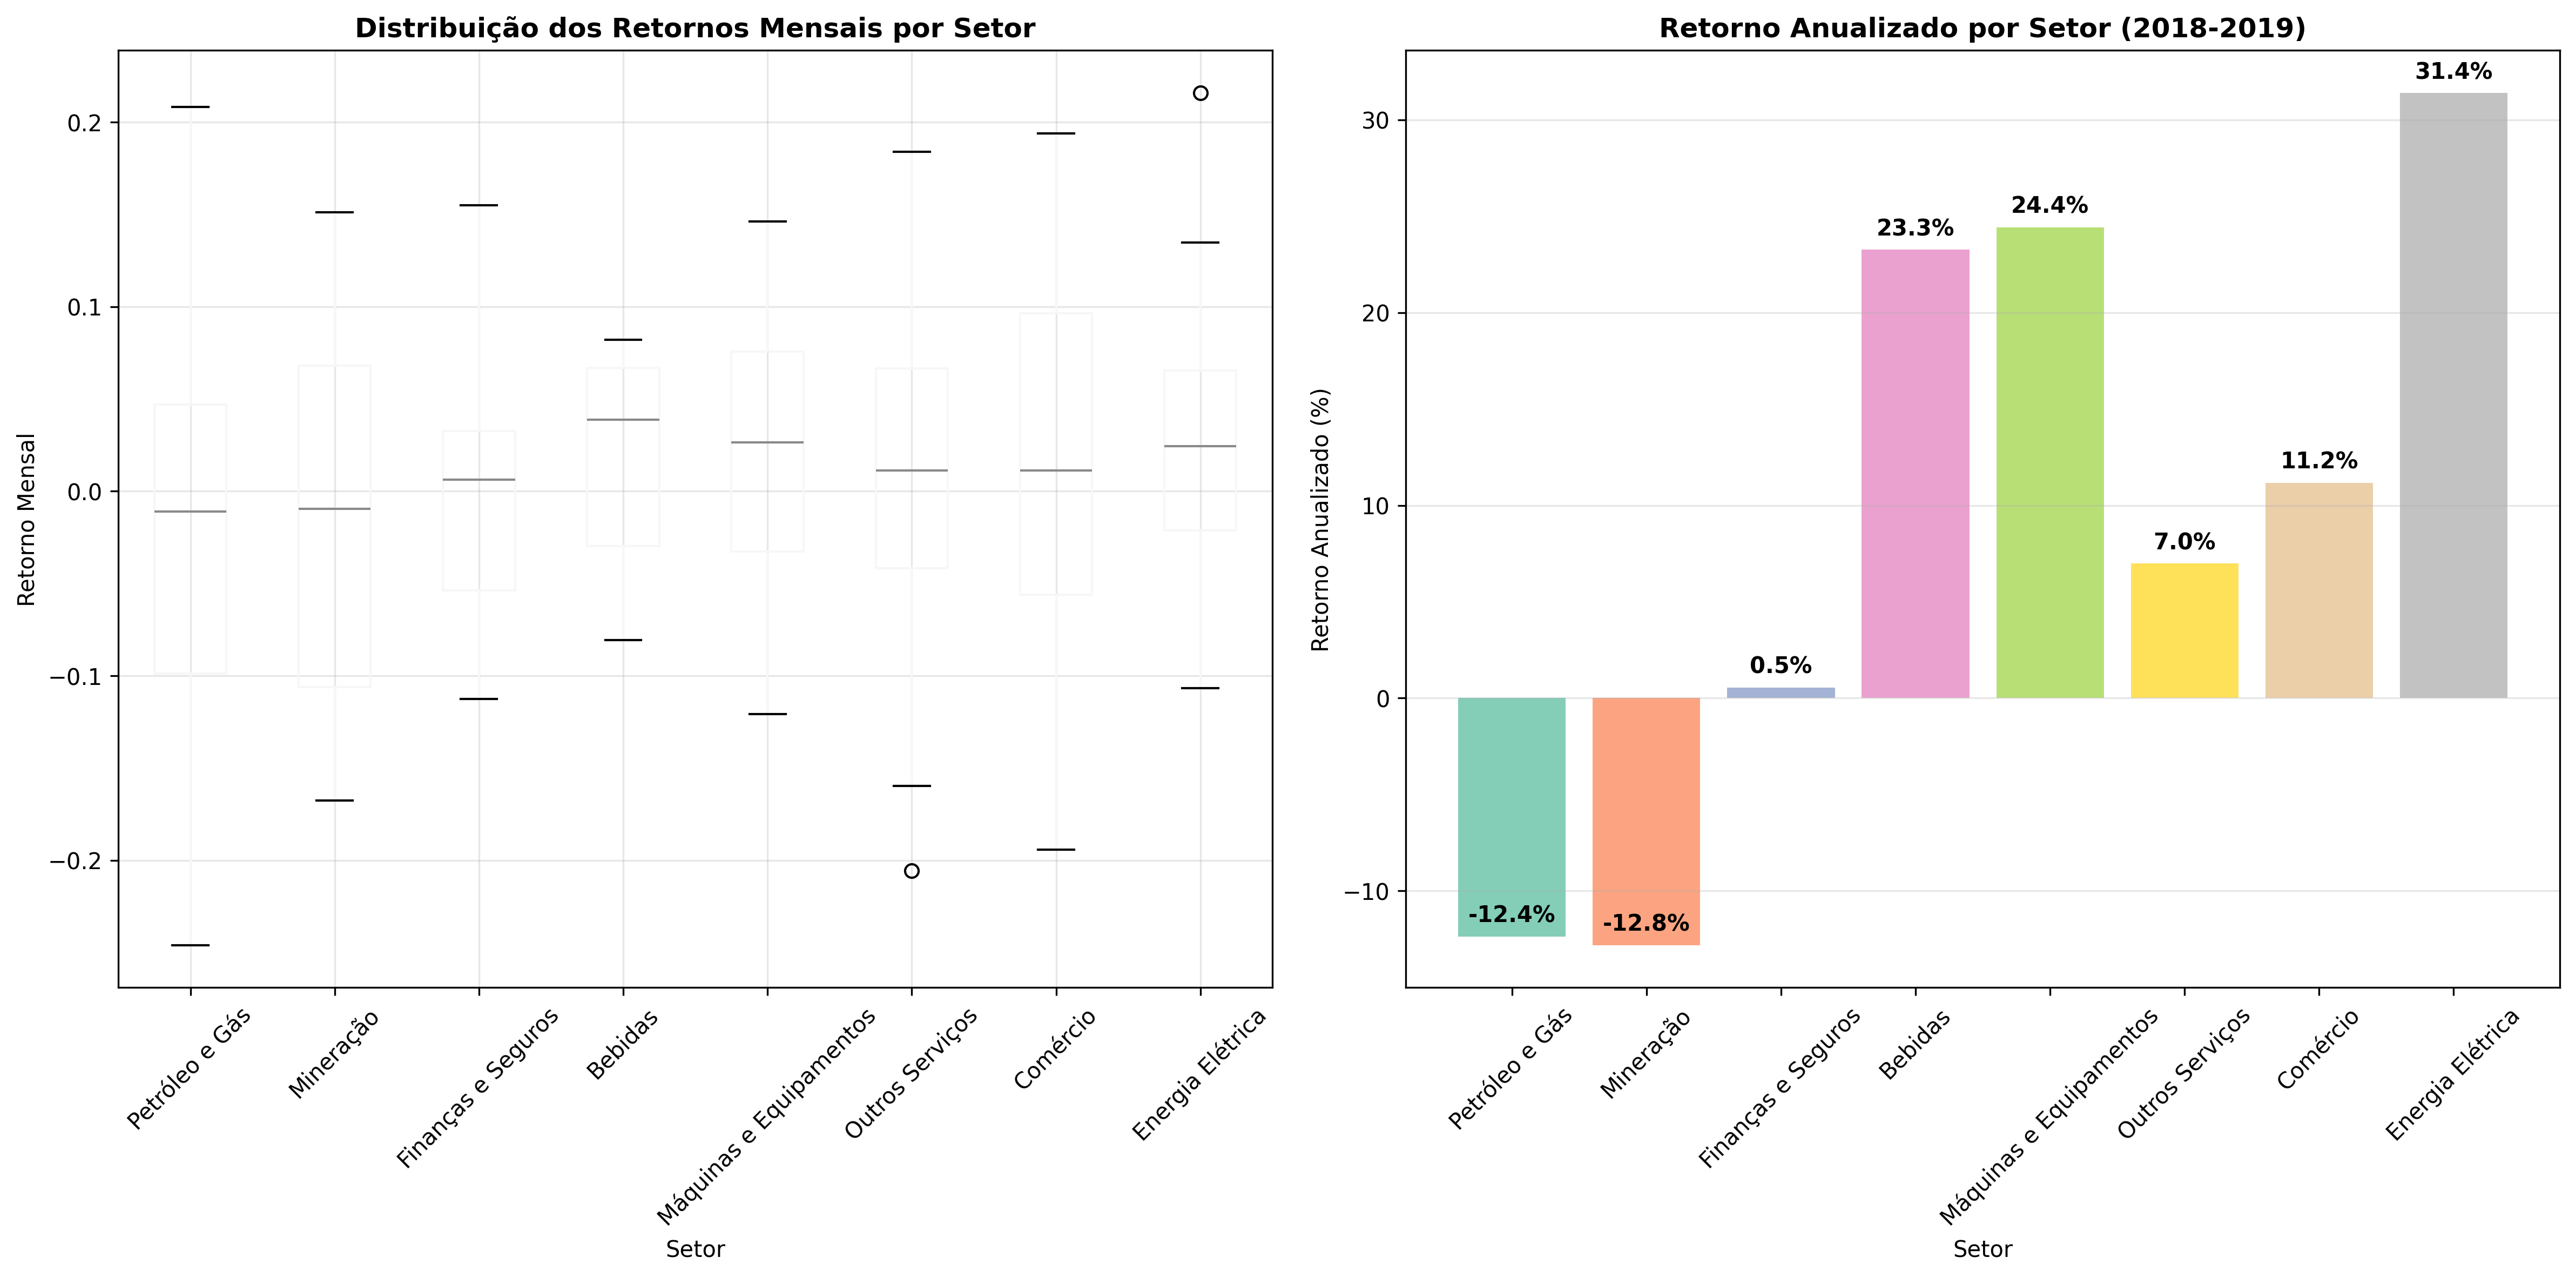 Distribuição dos Retornos Mensais por Setor
Retorno Mensal
0.2
0.1
0.0
−0.1
−0.2
Petróleo e Gás
Mineração
Finanças e Seguros
Bebidas
Máquinas e Equipamentos
Outros Serviços
Comércio
Energia Elétrica
Setor
Retorno Anualizado por Setor (2018-2019)
Retorno Anualizado (%)
30
20
10
0
−10
-12.4%
-12.8%
0.5%
23.3%
24.4%
7.0%
11.2%
31.4%
Petróleo e Gás
Mineração
Finanças e Seguros
Bebidas
Máquinas e Equipamentos
Outros Serviços
Comércio
Energia Elétrica
Setor